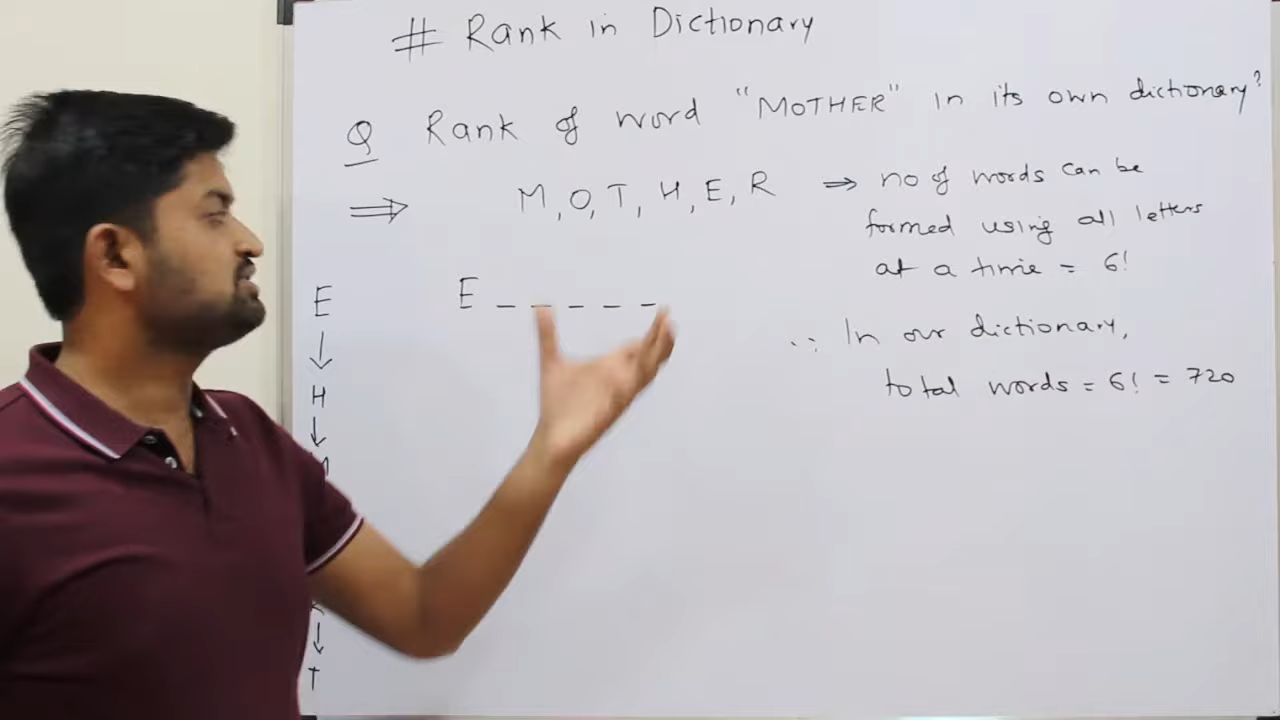 # Rank in Dictionary
Q Rank of word "MOTHER" in its own dictionary?
⇒ M, O, T, H, E, R ⇒ no of words can be
formed using all letters
at a time = 6!
E _ _ _ _ _
∴ In our dictionary,
total words = 6! = 720
E
↓
H
↓
↓
T